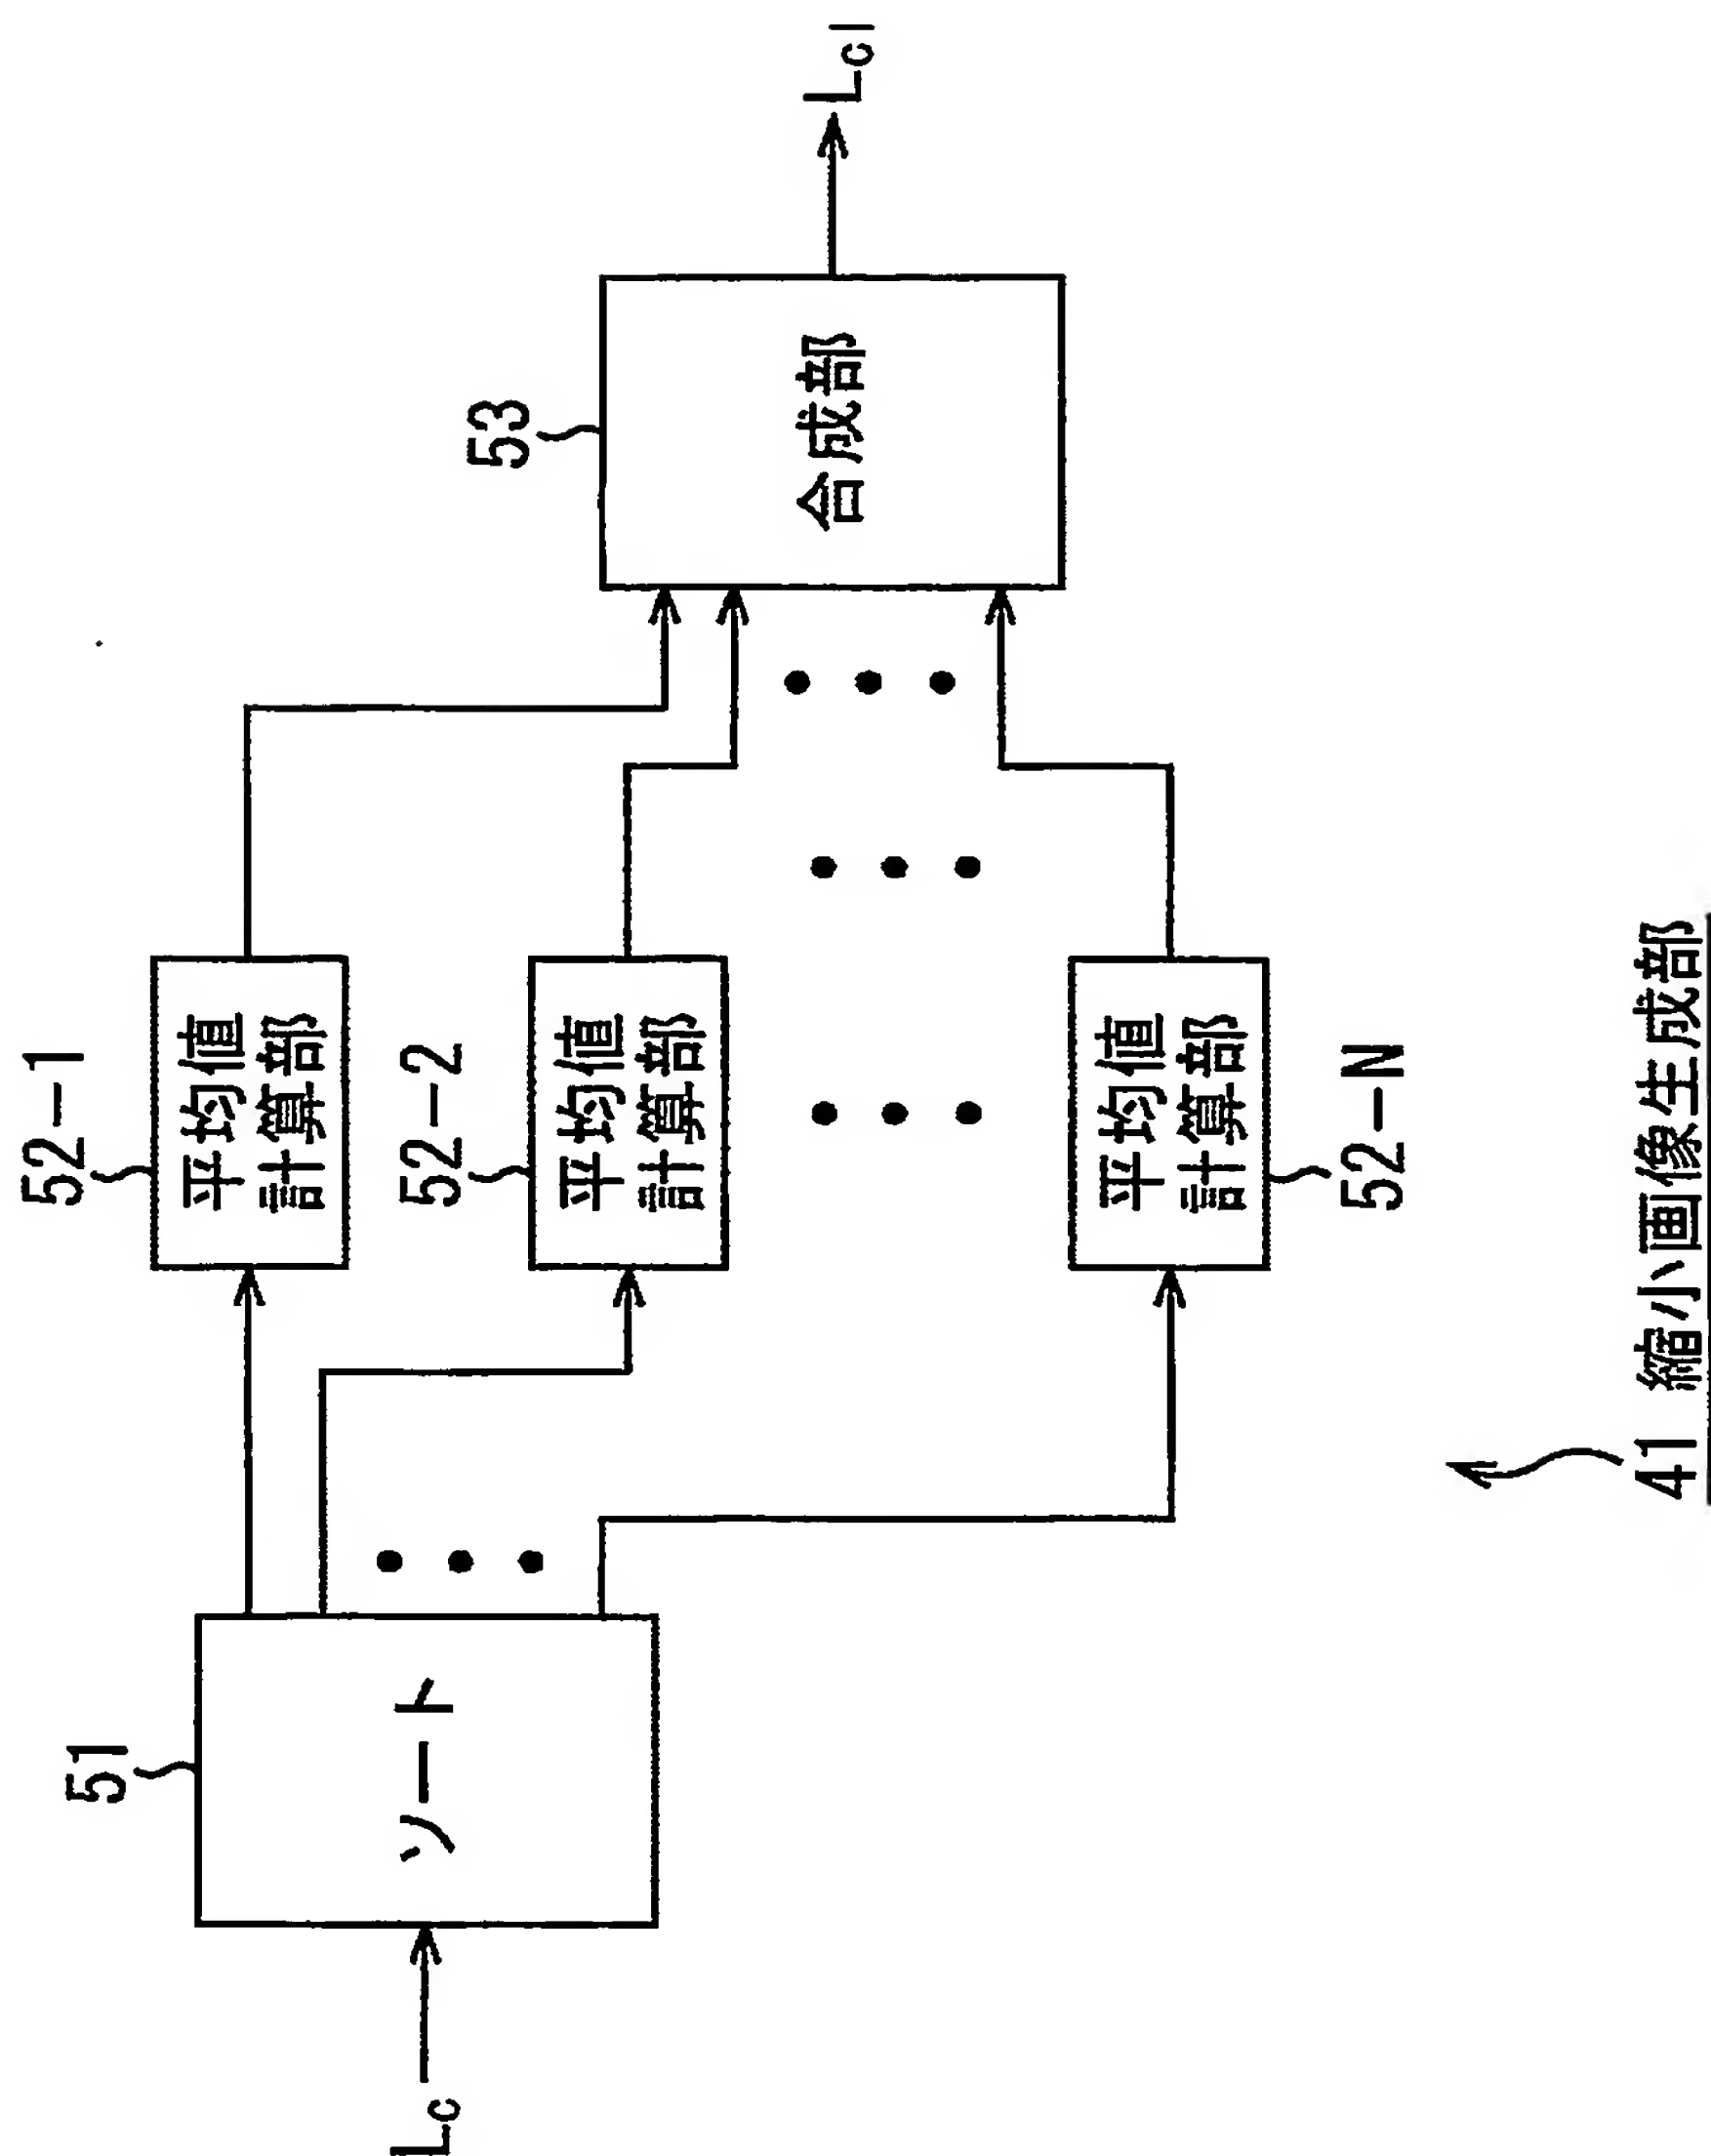 52-1
平均値
計算部
51
53
52-2
ソート
平均値
計算部
合成部
Lc
Lcl
52-N
平均値
計算部
41 縮小画像生成部